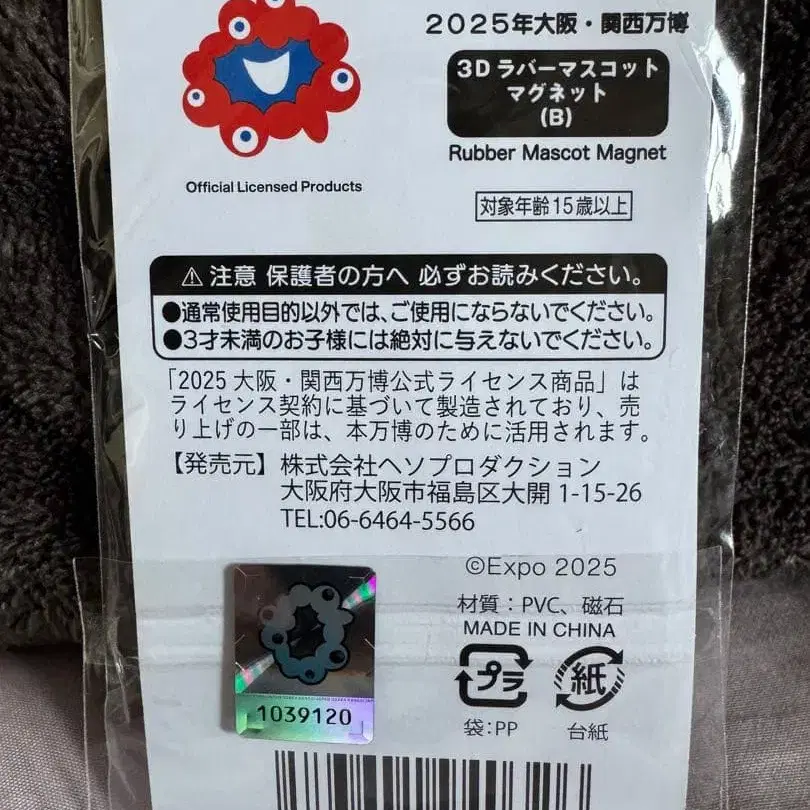 2025年大阪・関西万博
3Dラバーマスコット
マグネット
(B)
Rubber Mascot Magnet
Official Licensed Products
対象年齢15歳以上
⚠注意 保護者の方へ 必ずお読みください。
●通常使用目的以外では、ご使用にならないでください。
●3才未満のお子様には絶対に与えないでください。
「2025大阪・関西万博公式ライセンス商品」は
ライセンス契約に基づいて製造されており、売
り上げの一部は、本万博のために活用されます。
【発売元】株式会社ヘソプロダクション
大阪府大阪市福島区大開1-15-26
TEL:06-6464-5566
©Expo 2025
材質：PVC、磁石
MADE IN CHINA
プラ 紙
袋:PP 台紙
1039120